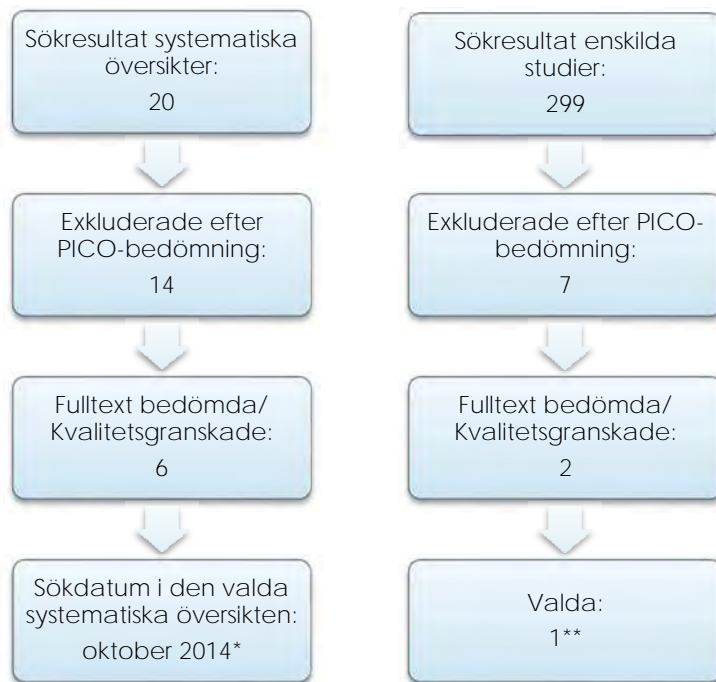 Sökresultat systematiska
översikter:
20
Exkluderade efter
PICO-bedömning:
14
Fulltext bedömda/
Kvalitetsgranskade:
6
Sökdatum i den valda
systematiska översikten:
oktober 2014*
Sökresultat enskilda
studier:
299
Exkluderade efter PICO-
bedömning:
7
Fulltext bedömda/
Kvalitetsgranskade:
2
Valda:
1**